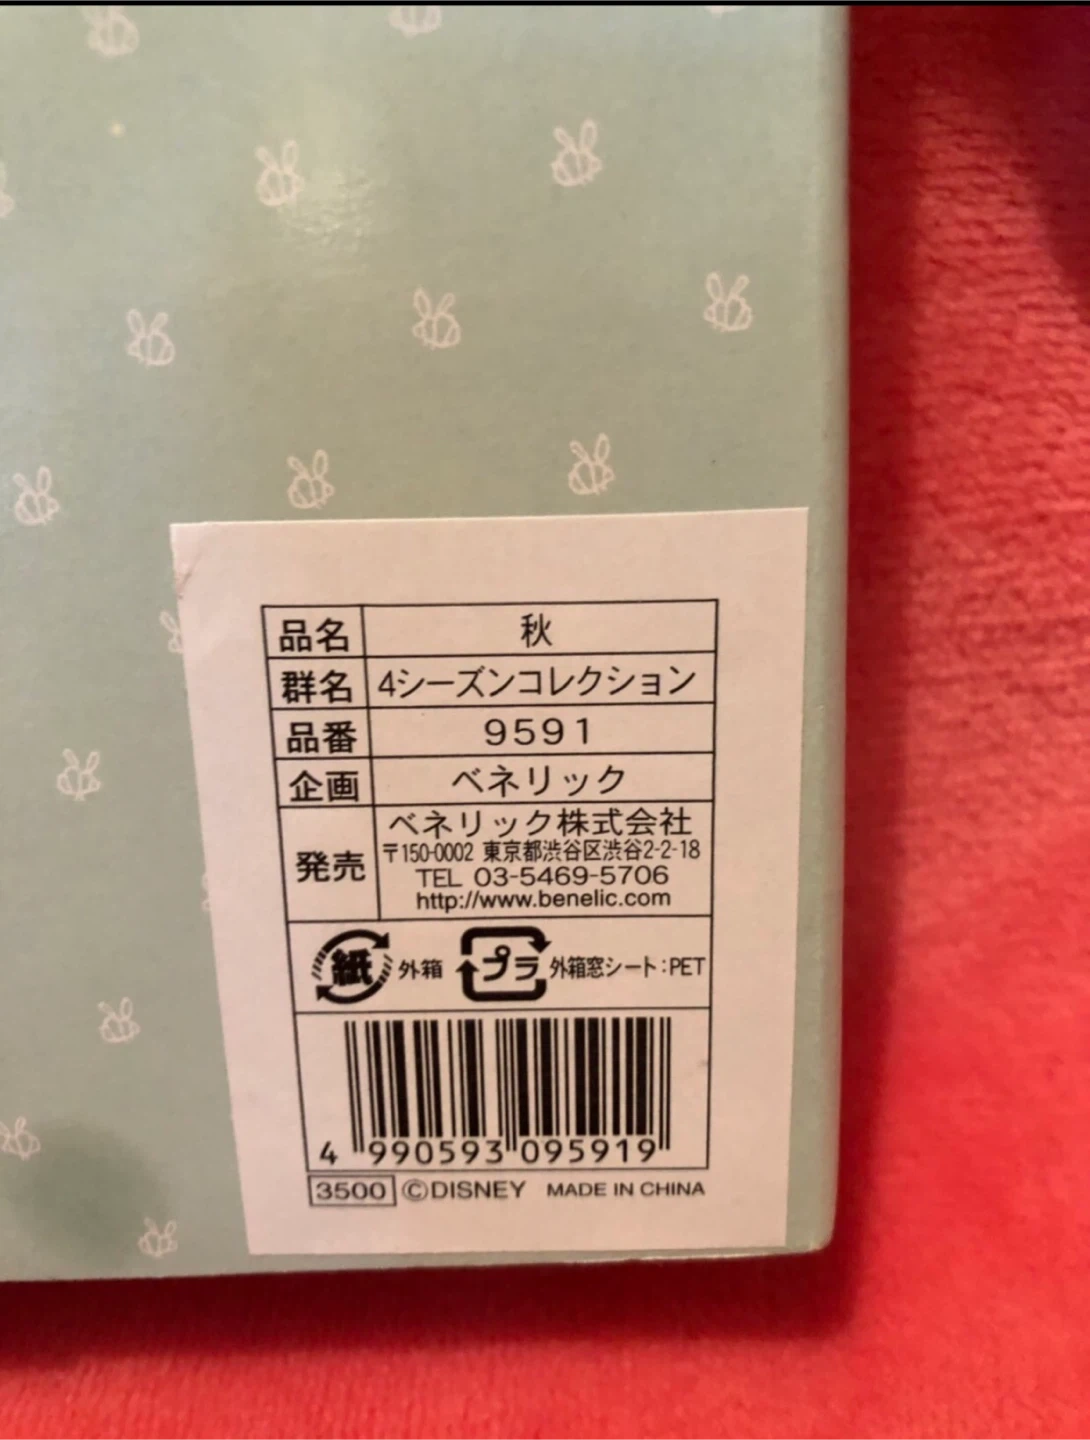 品名 秋
群名 4シーズンコレクション
品番 9591
企画 ベネリック
発売 ベネリック株式会社
〒150-0002 東京都渋谷区渋谷2-2-18
TEL 03-5469-5706
http://www.benelic.com
紙 外箱 プラ 外箱窓シート:PET
4 990593 095919
3500 ©DISNEY MADE IN CHINA